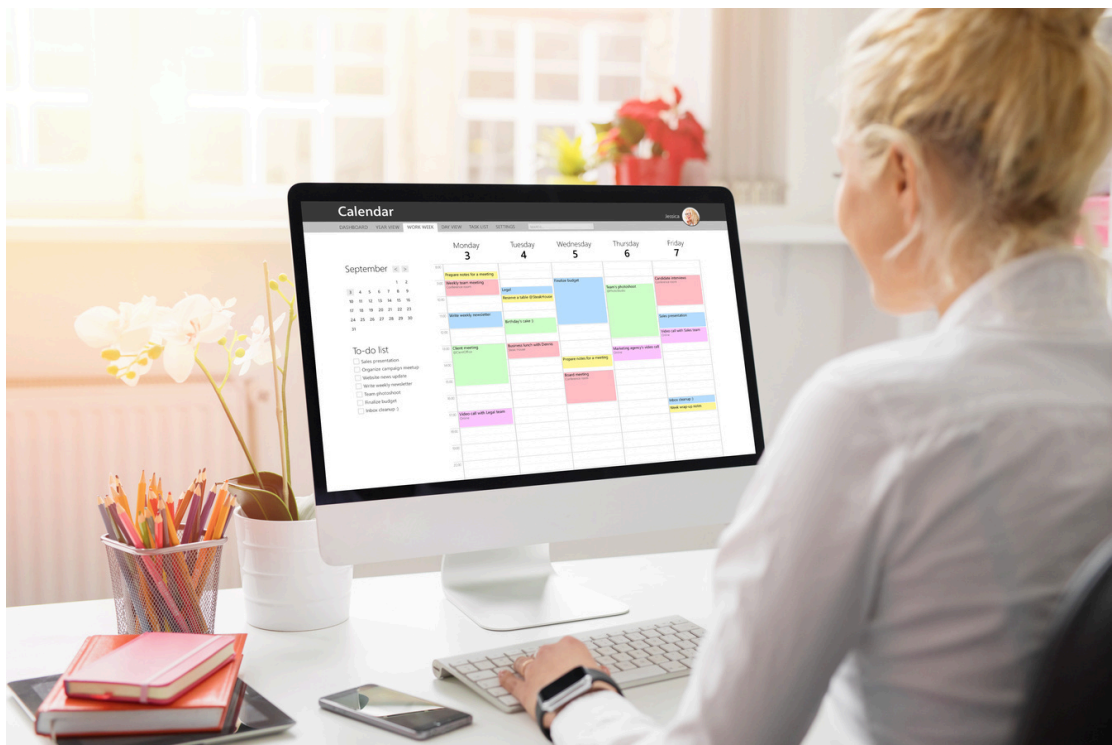 Calendar
Jessica
DASHBOARD YEAR VIEW WORK WEEK DAY VIEW TASK LIST SETTINGS
Monday Tuesday Wednesday Thursday Friday
3 4 5 6 7
September
1 2
3 4 5 6 7 8 9
10 11 12 13 14 15 16
17 18 19 20 21 22 23
24 25 26 27 28 29 30
31
To-do list
Sales presentation
Organize campaign meetup
Website news update
Write weekly newsletter
Team photoshoot
Finalize budget
Inbox cleanup :)
Prepare notes for a meeting
Weekly team meeting
Write weekly newsletter
Client meeting
Video call with Legal team
Legal
Reserve a table @Steakhouse
Birthday's cake :)
Business lunch with Dennis
Finalize budget
Prepare notes for a meeting
Board meeting
Team's photoshoot
Marketing agency's video call
Candidate interviews
Sales presentation
Video call with Sales team
Inbox cleanup :)
Week wrap-up notes